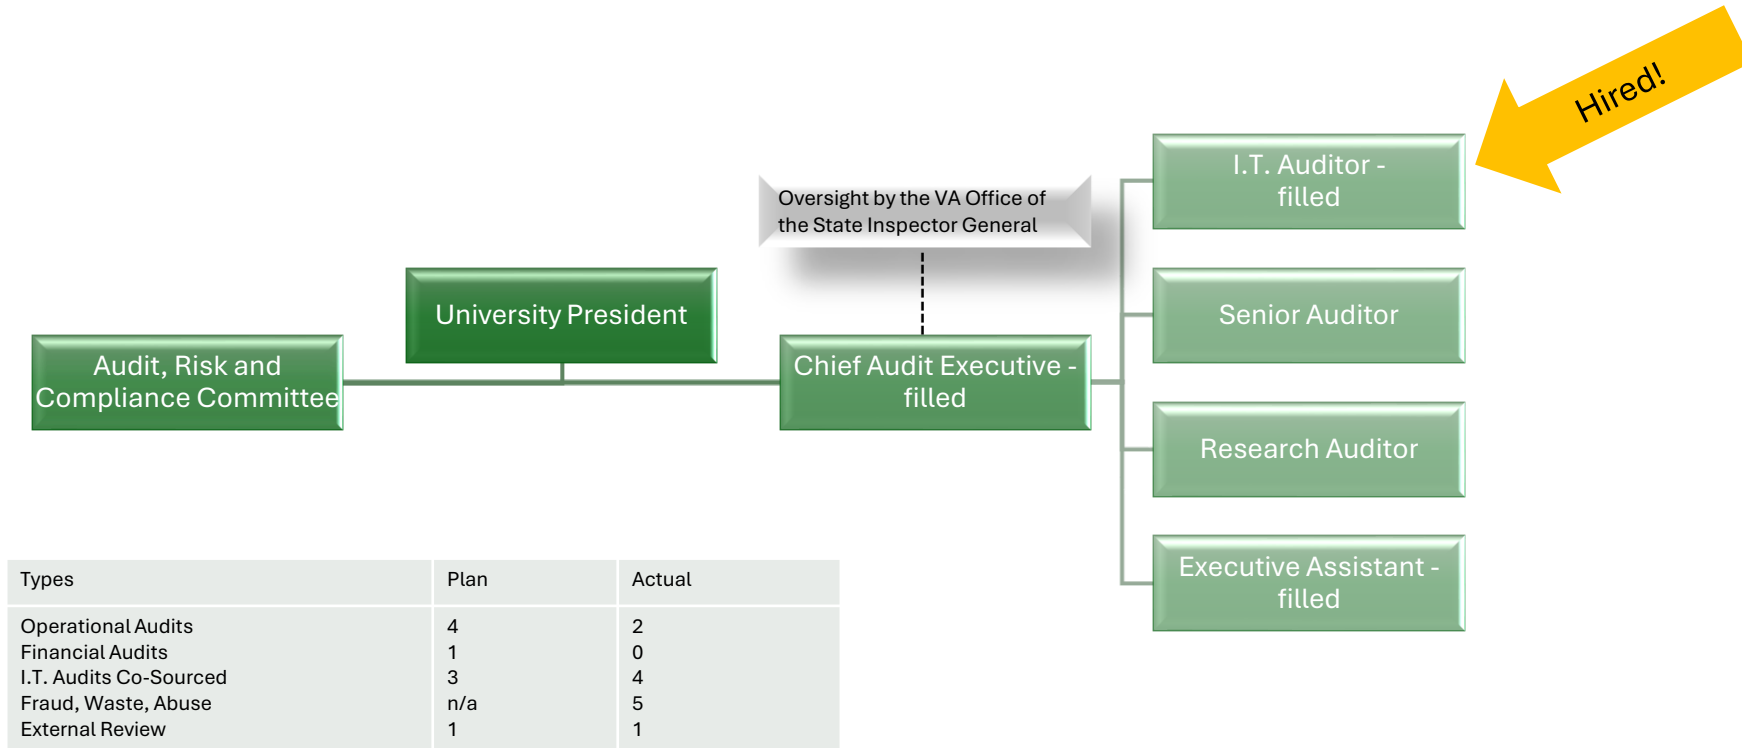 Hired!
I.T. Auditor -
filled
Oversight by the VA Office of
the State Inspector General
University President
Senior Auditor
Audit, Risk and
Compliance Committee
Chief Audit Executive -
filled
Research Auditor
Executive Assistant -
filled
Types Plan Actual
Operational Audits 4 2
Financial Audits 1 0
I.T. Audits Co-Sourced 3 4
Fraud, Waste, Abuse n/a 5
External Review 1 1